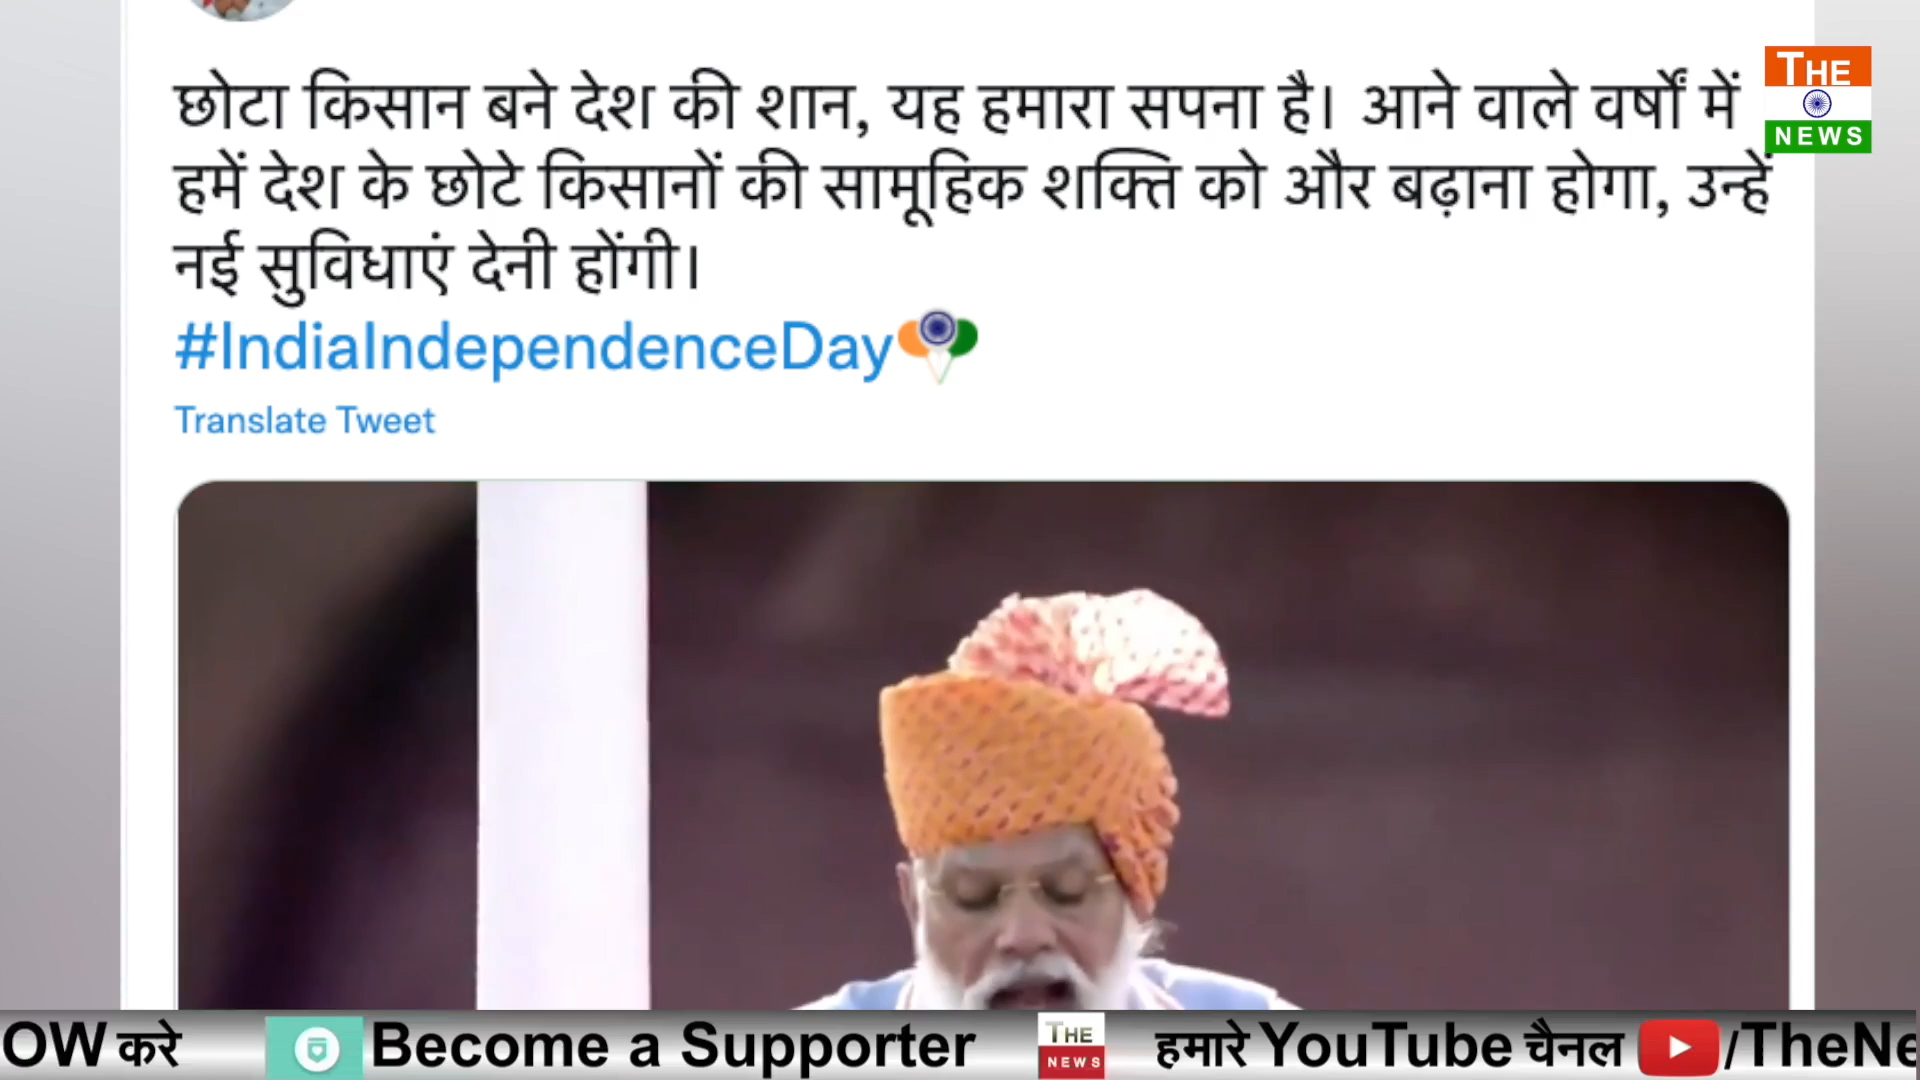 छोटा किसान बने देश की शान, यह हमारा सपना है। आने वाले वर्षों में
हमें देश के छोटे किसानों की सामूहिक शक्ति को और बढ़ाना होगा, उन्हें
नई सुविधाएं देनी होंगी।
#IndiaIndependenceDay
Translate Tweet
THE
NEWS
OW करे Become a Supporter THE NEWS हमारे YouTube चैनल /TheNe